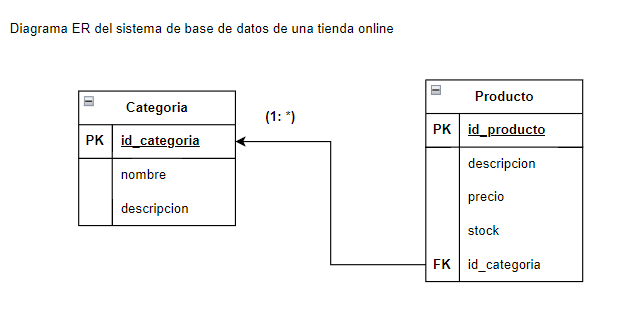 Diagrama ER del sistema de base de datos de una tienda online
Categoria
PK id_categoria
nombre
descripcion
(1: *)
Producto
PK id_producto
descripcion
precio
stock
FK id_categoria